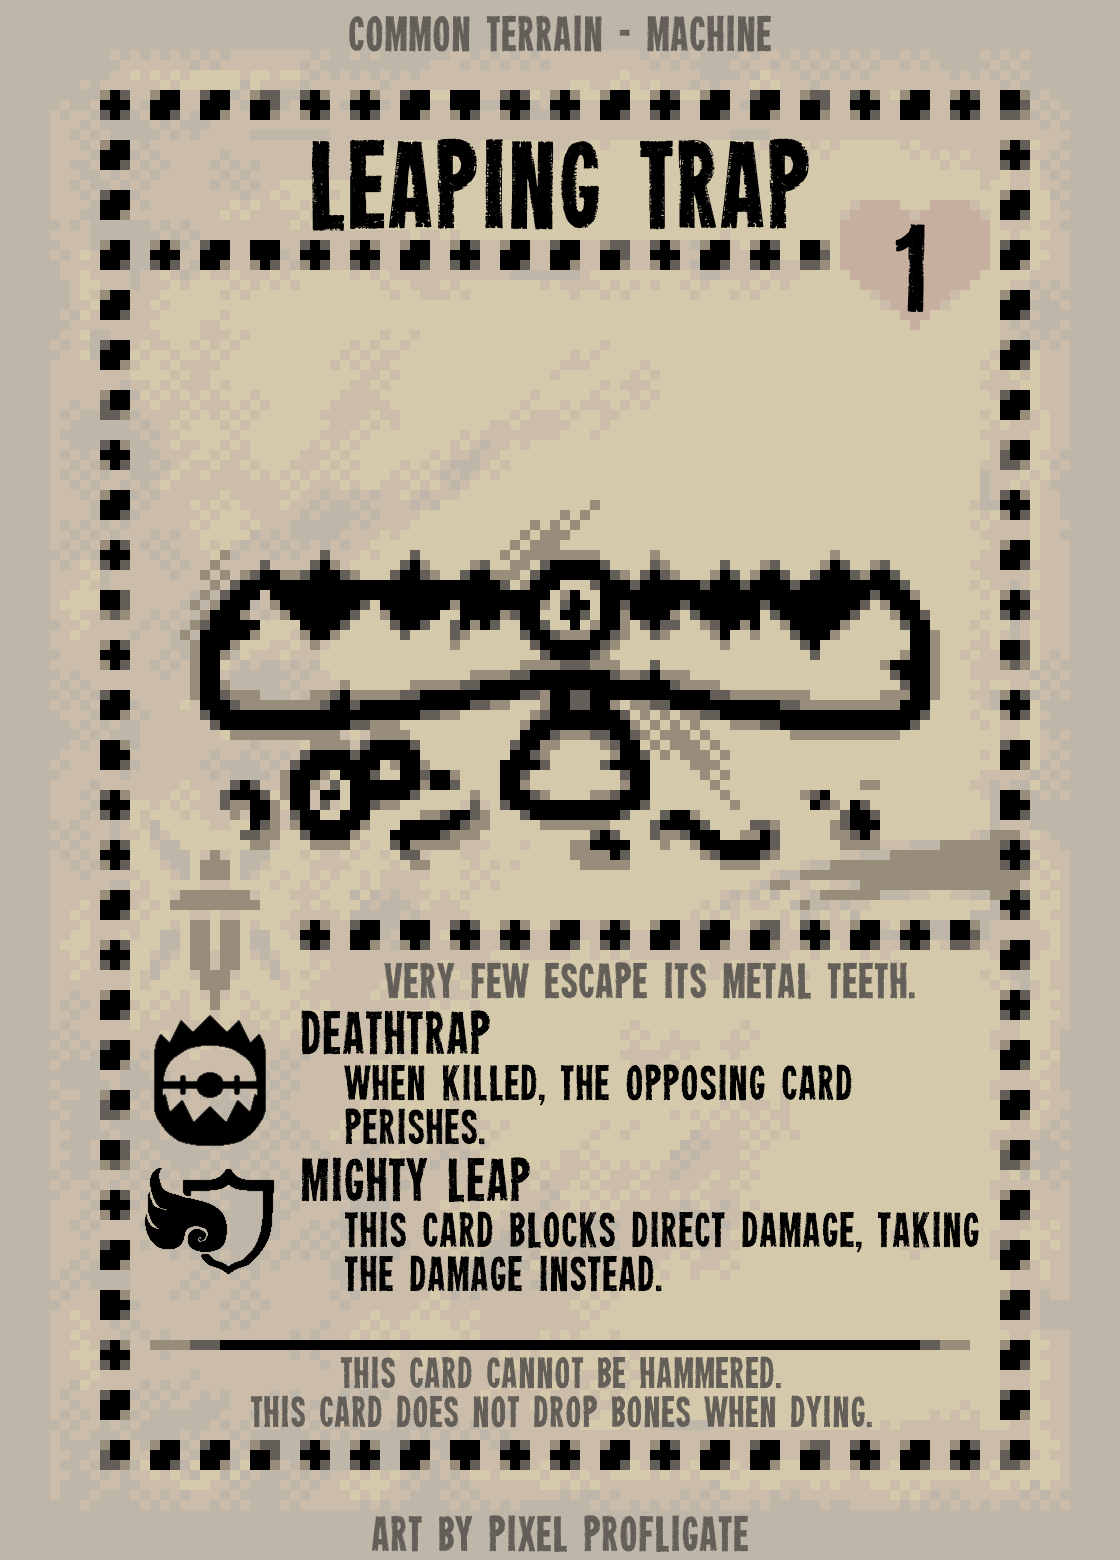 COMMON TERRAIN - MACHINE
LEAPING TRAP
1
VERY FEW ESCAPE ITS METAL TEETH.
DEATHTRAP
WHEN KILLED, THE OPPOSING CARD
PERISHES.
MIGHTY LEAP
THIS CARD BLOCKS DIRECT DAMAGE, TAKING
THE DAMAGE INSTEAD.
THIS CARD CANNOT BE HAMMERED.
THIS CARD DOES NOT DROP BONES WHEN DYING.
ART BY PIXEL PROFLIGATE